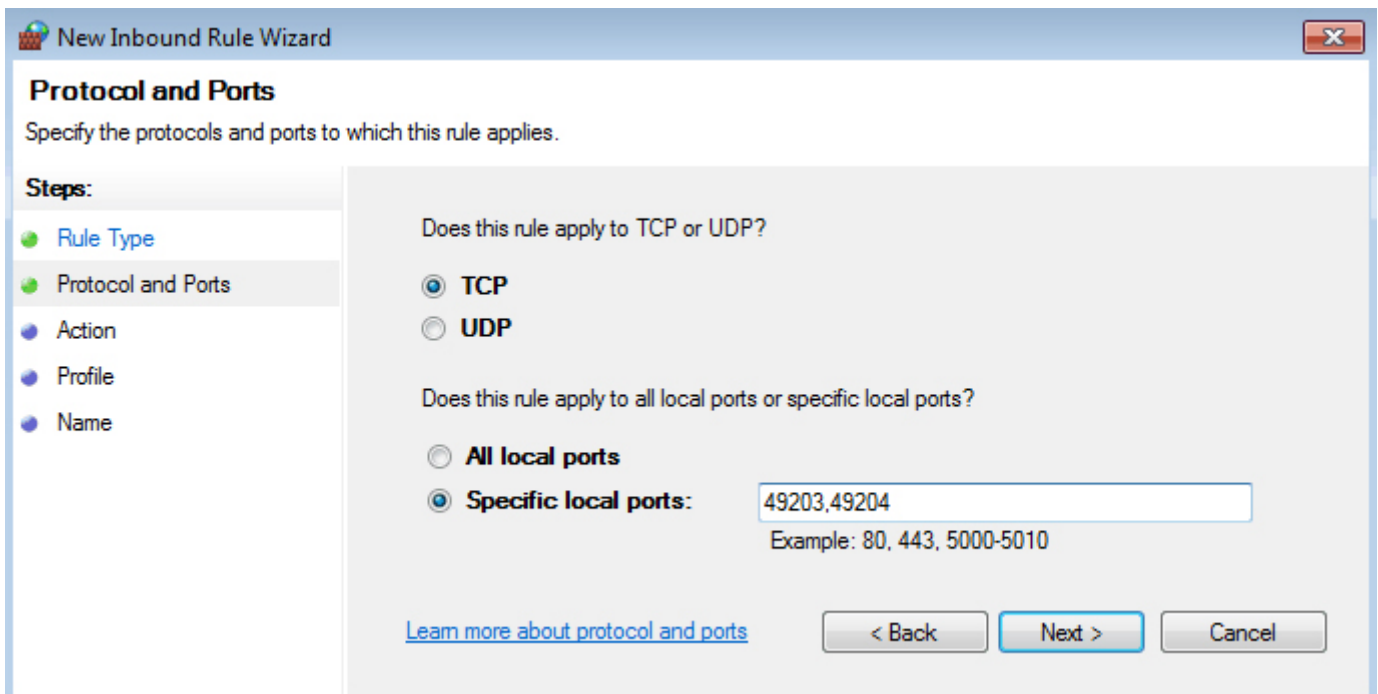 New Inbound Rule Wizard
Protocol and Ports
Specify the protocols and ports to which this rule applies.
Steps:
Rule Type
Protocol and Ports
Action
Profile
Name
Does this rule apply to TCP or UDP?
TCP
UDP
Does this rule apply to all local ports or specific local ports?
All local ports
Specific local ports: 49203,49204
Example: 80, 443, 5000-5010
Learn more about protocol and ports
< Back Next > Cancel